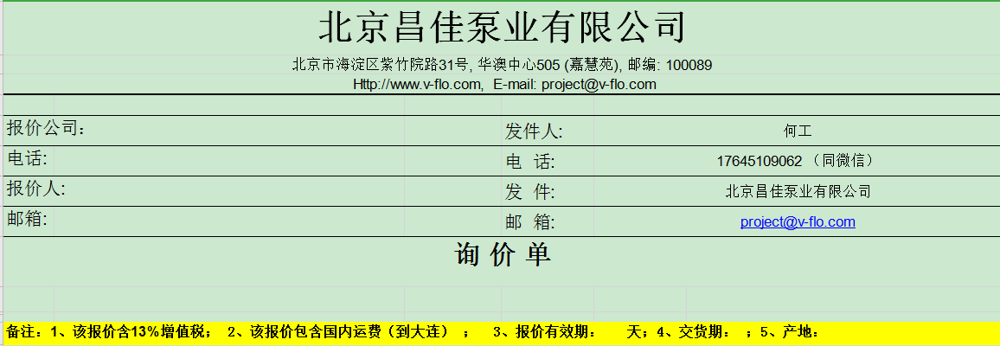 北京昌佳泵业有限公司
北京市海淀区紫竹院路31号, 华澳中心505 (嘉慧苑), 邮编: 100089
Http://www.v-flo.com, E-mail: project@v-flo.com
报价公司： 发件人: 何工
电话: 电 话: 17645109062 （同微信）
报价人: 发 件: 北京昌佳泵业有限公司
邮箱: 邮 箱: project@v-flo.com
询 价 单
备注：1、该报价含13%增值税； 2、该报价包含国内运费（到大连） ； 3、报价有效期： 天；4、交货期： ；5、产地：